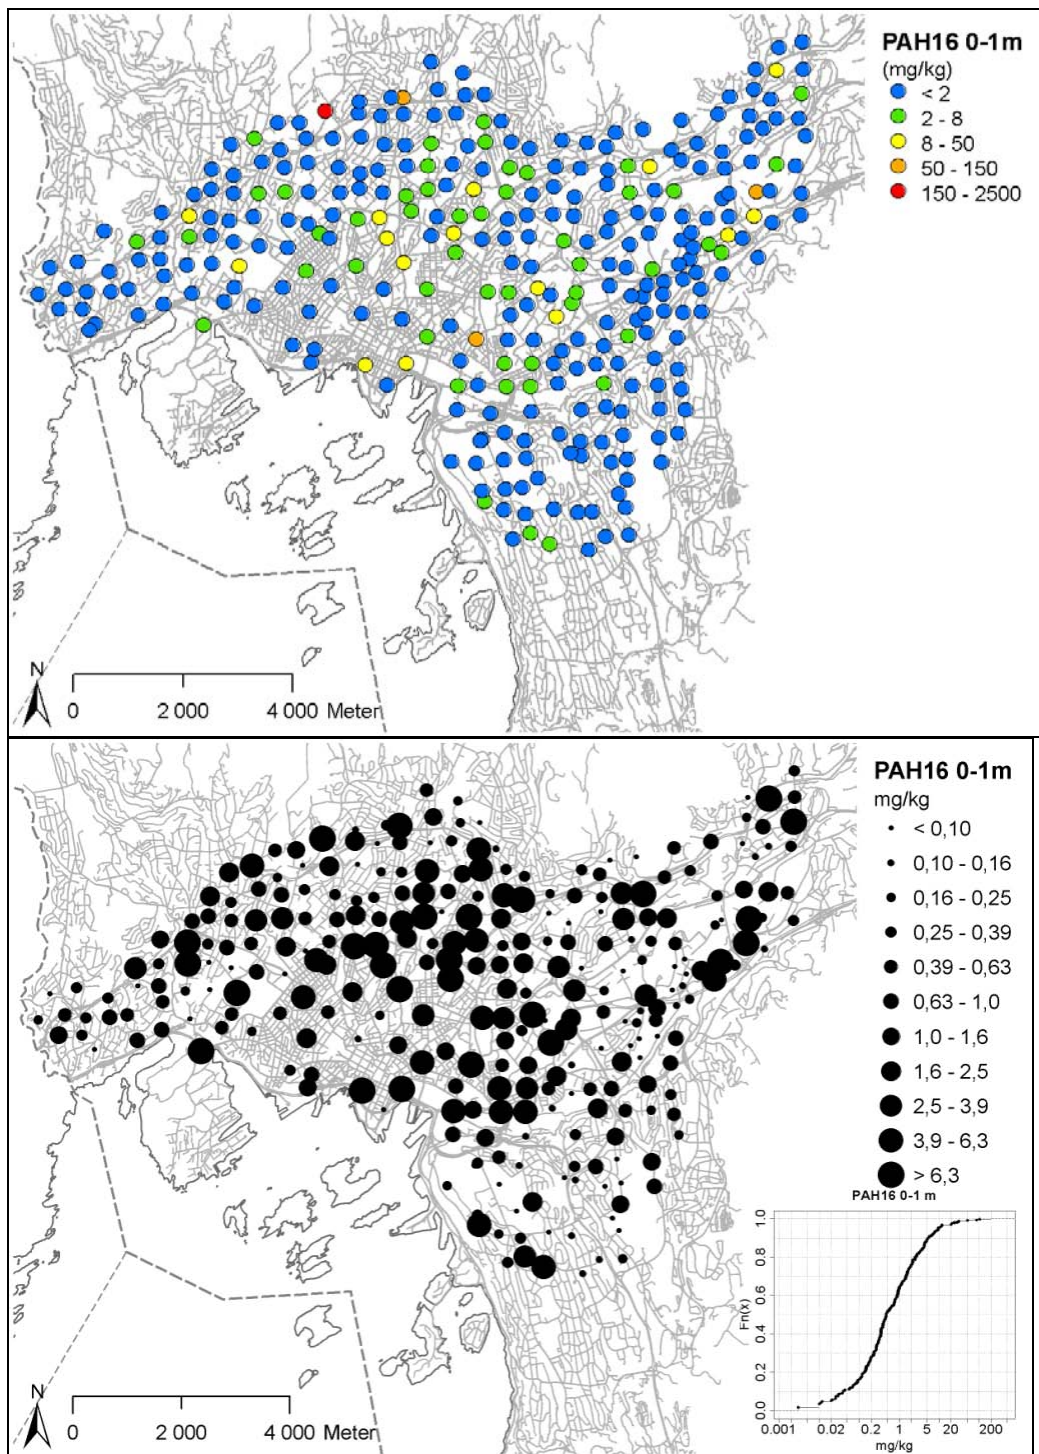 PAH16 0-1m
(mg/kg)
< 2
2 - 8
8 - 50
50 - 150
150 - 2500
N
0 2 000 4 000 Meter
PAH16 0-1m
mg/kg
< 0,10
0,10 - 0,16
0,16 - 0,25
0,25 - 0,39
0,39 - 0,63
0,63 - 1,0
1,0 - 1,6
1,6 - 2,5
2,5 - 3,9
3,9 - 6,3
> 6,3
PAH16 0-1 m
Fn(x)
1.0
0.8
0.6
0.4
0.2
0.0
0.001 0.02 0.2 1 5 20 200
mg/kg
N
0 2 000 4 000 Meter